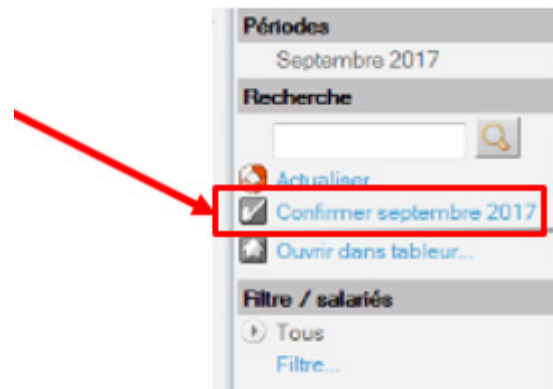 Périodes
Septembre 2017
Recherche
Actualiser
Confirmer septembre 2017
Ouvrir dans tableur...
Filtre / salariés
Tous
Filtre...